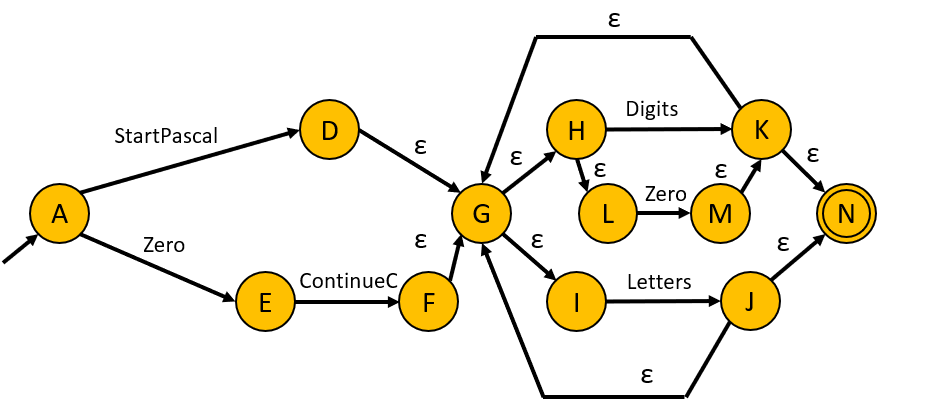 ε
Digits
StartPascal
D
H
K
ε
ε
ε
ε
ε
Zero
A
G
L
M
N
Zero
ε
ε
ε
ContinueC
Letters
E
F
I
J
ε